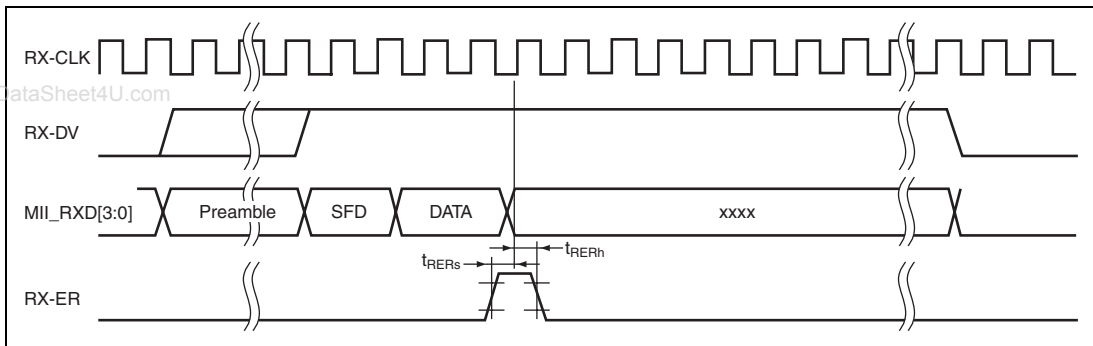 RX-CLK
DataSheet4U.com
RX-DV
MII_RXD[3:0] Preamble SFD DATA xxxx
tRERs tRERh
RX-ER